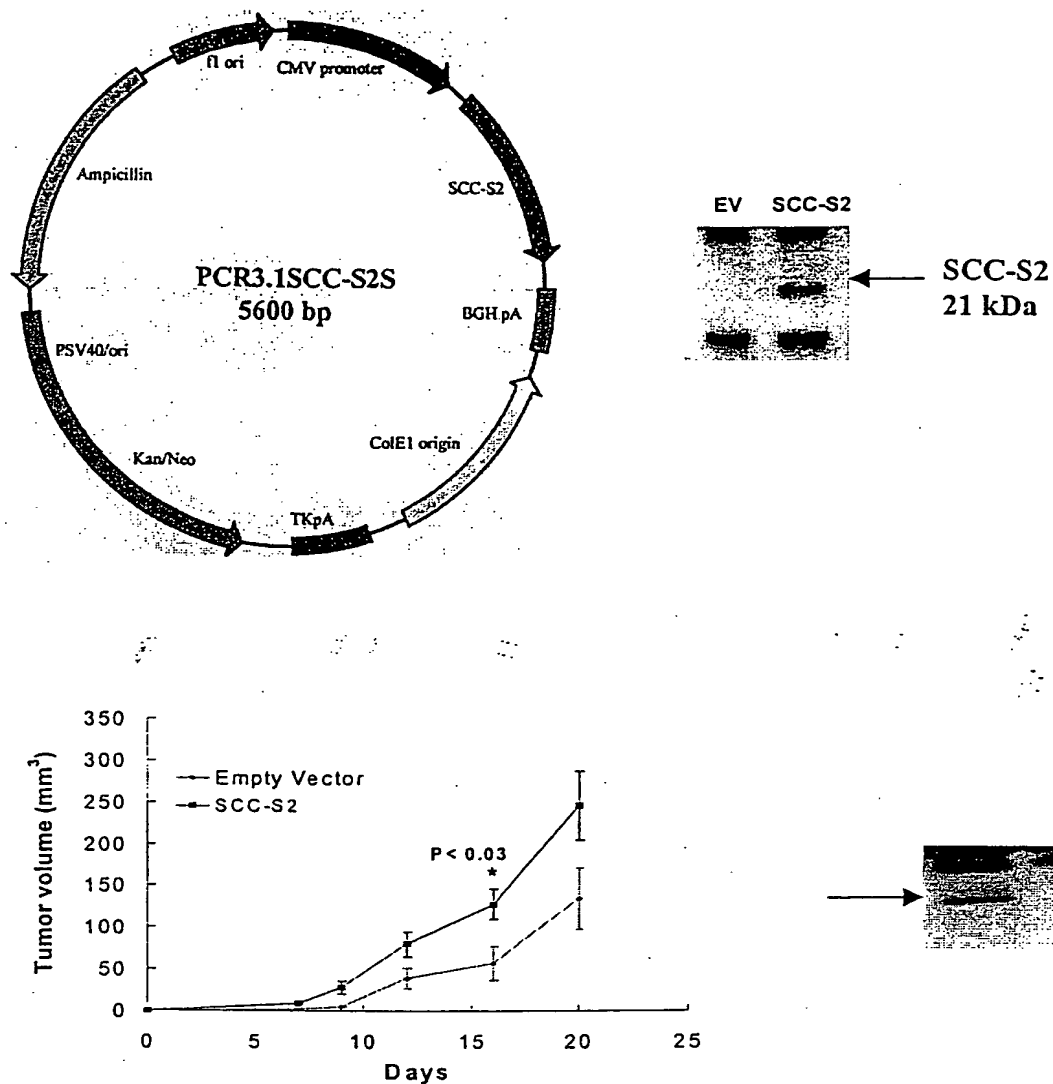 f1 ori
CMV promoter
Ampicillin
SCC-S2
PCR3.1SCC-S2S
5600 bp
BGH pA
PSV40/ori
ColE1 origin
Kan/Neo
TKpA
EV SCC-S2
SCC-S2
21 kDa
350
300
250
200
150
100
50
0
Tumor volume (mm³)
Empty Vector
SCC-S2
P< 0.03
*
0 5 10 15 20 25
Days